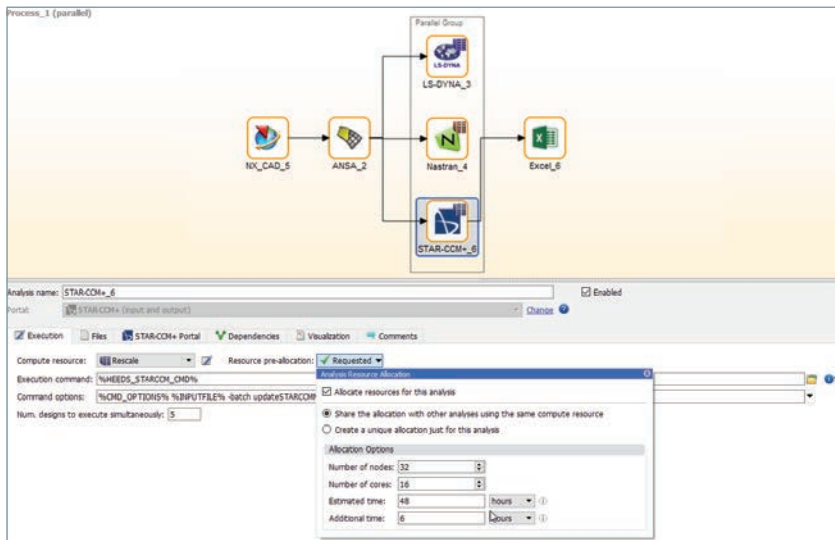 Process_1 (parallel)
Parallel Group
LS-DYNA
LS-DYNA_3
NX_CAD_5
ANSA_2
Nastran_4
Excel_6
STAR-CCM+_6
Analysis name: STAR-CCM+_6
Enabled
Portal: STAR-CCM+ (input and output)
Change
Execution Files STAR-CCM+ Portal Dependencies Visualization Comments
Compute resource: Rescale Resource pre-allocation: Requested
Analysis Resource Allocation
Execution command: %HEEDS_STARCCM_CMD%
Allocate resources for this analysis
Command options: %CMD_OPTIONS% %INPUTFILE% -batch updateSTARCCM
Share the allocation with other analyses using the same compute resource
Num. designs to execute simultaneously: 5
Create a unique allocation just for this analysis
Allocation Options
Number of nodes: 32
Number of cores: 16
Estimated time: 48 hours
Additional time: 6 hours